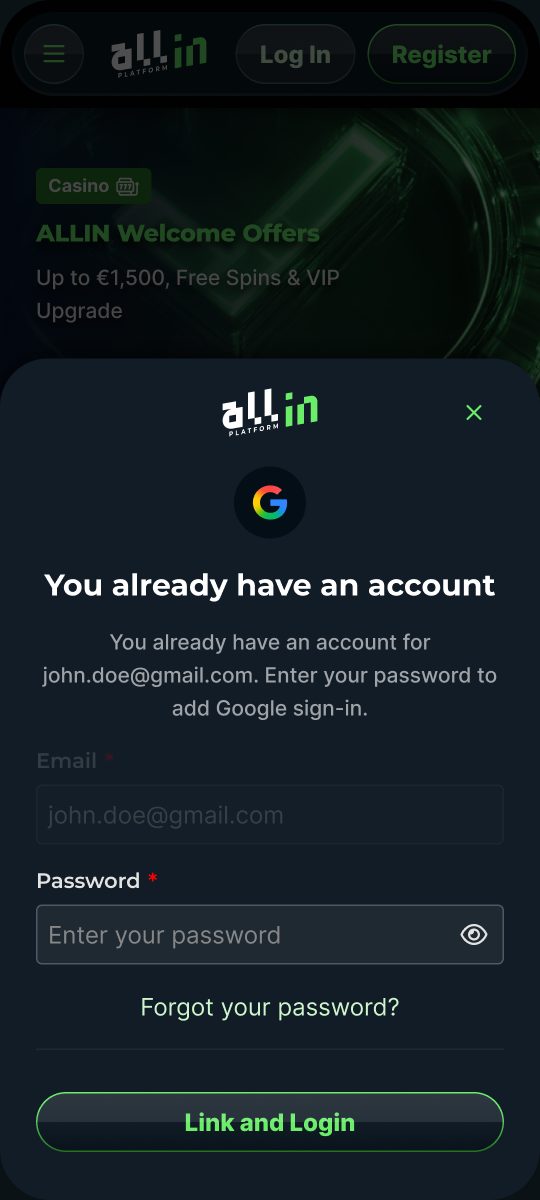 all in
PLATFORM
Log In
Register
Casino
ALLIN Welcome Offers
Up to €1,500, Free Spins & VIP
Upgrade
all in
PLATFORM
You already have an account
You already have an account for
john.doe@gmail.com. Enter your password to
add Google sign-in.
Email *
john.doe@gmail.com
Password *
Enter your password
Forgot your password?
Link and Login